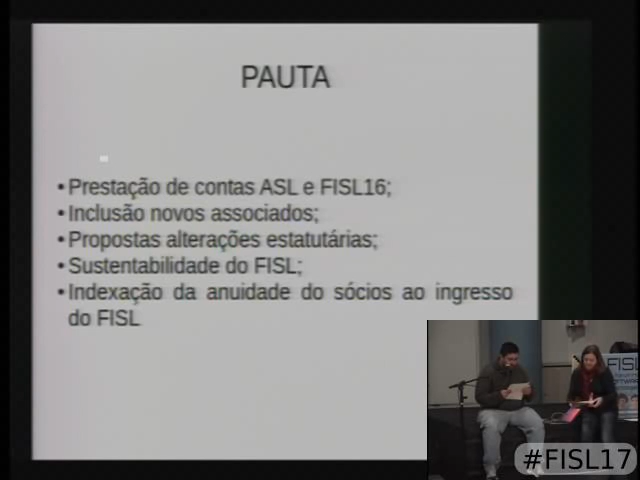 PAUTA
•Prestação de contas ASL e FISL16;
•Inclusão novos associados;
•Propostas alterações estatutárias;
•Sustentabilidade do FISL;
•Indexação da anuidade do sócios ao ingresso
do FISL
FISL
#FISL17